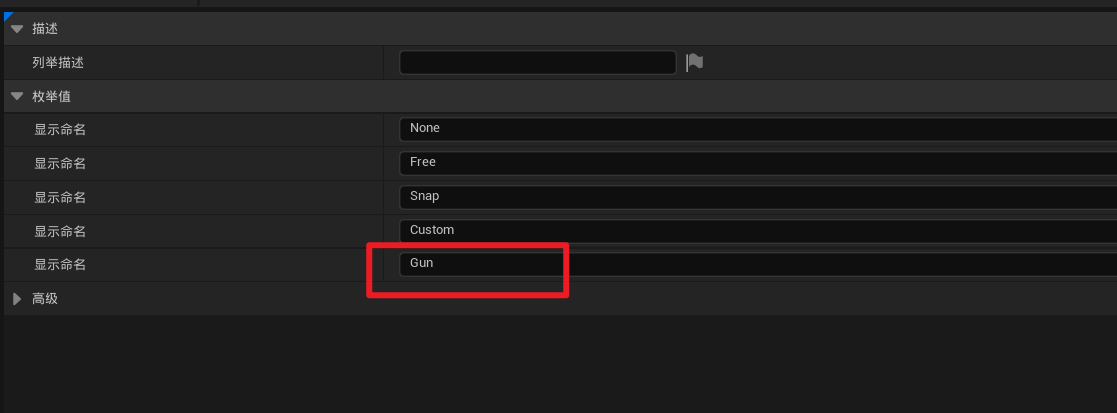 描述
列举描述
枚举值
显示命名 None
显示命名 Free
显示命名 Snap
显示命名 Custom
显示命名 Gun
高级